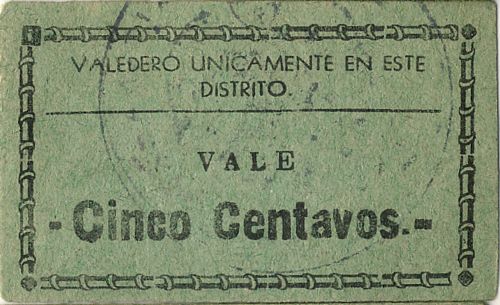 VALEDERO UNICAMENTE EN ESTE
DISTRITO.
VALE
- Cinco Centavos.-